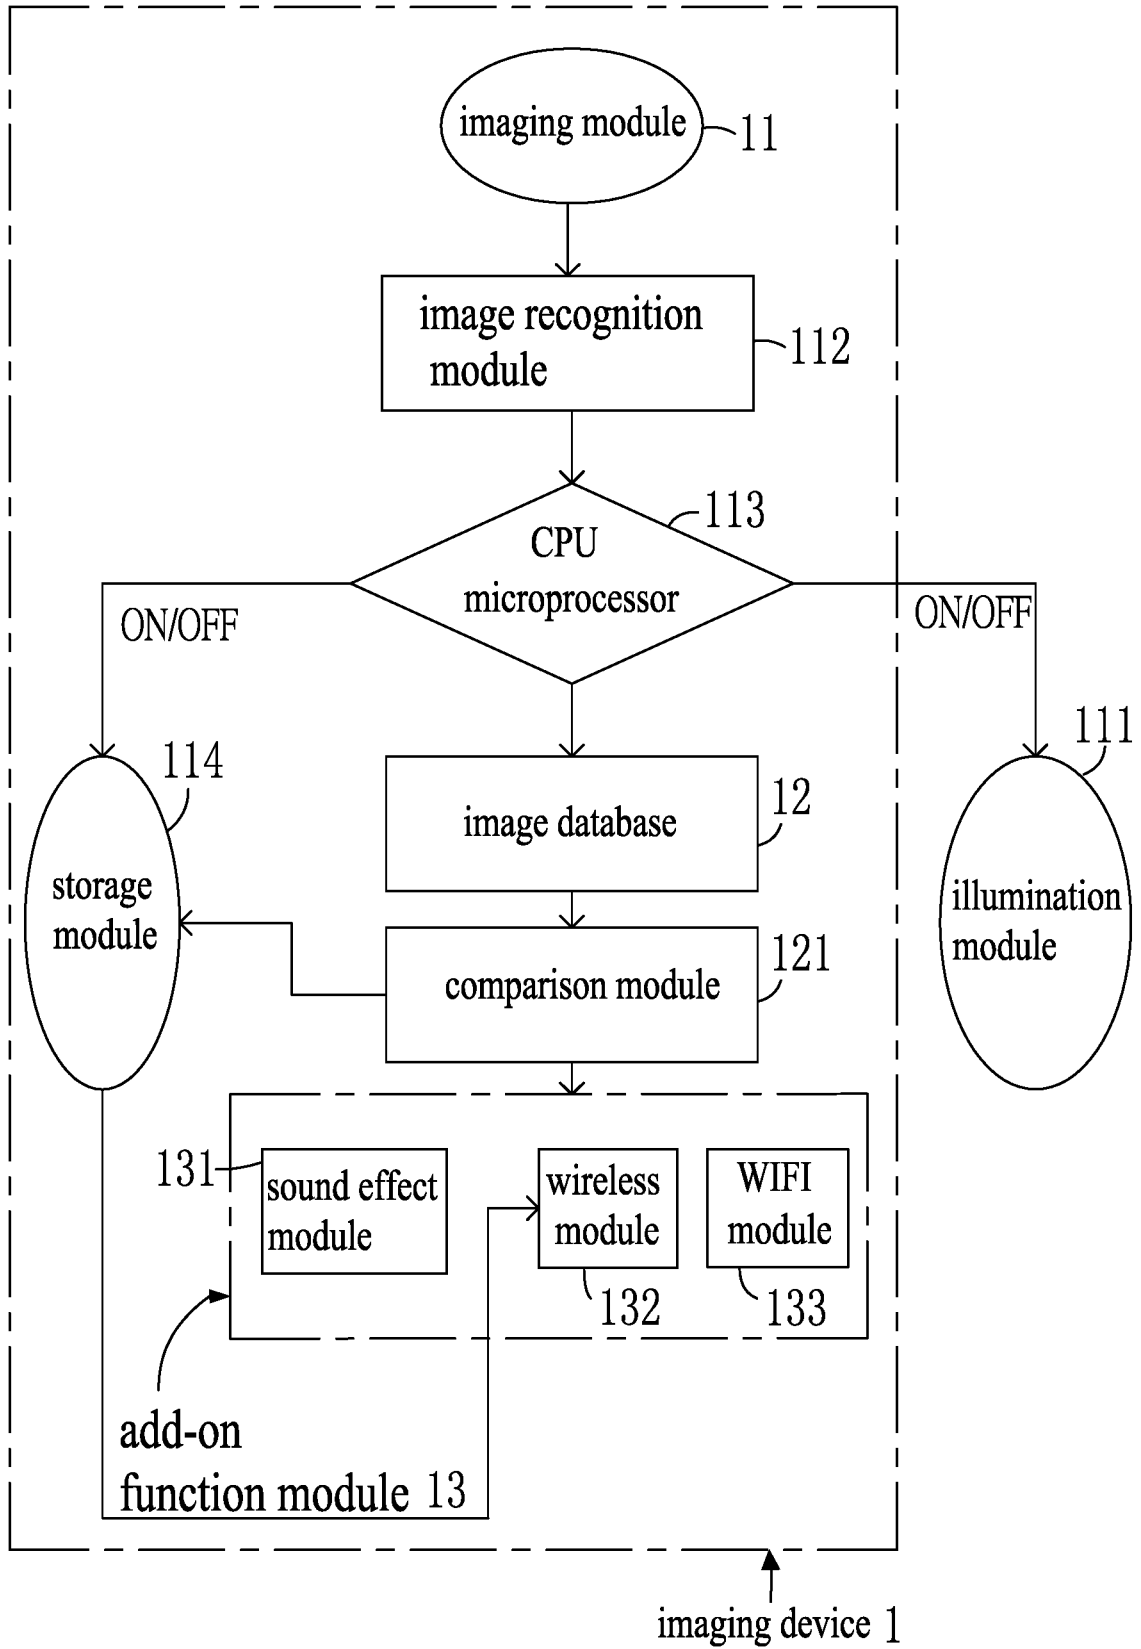 imaging module
11
image recognition
module
112
113
CPU
microprocessor
ON/OFF
ON/OFF
111
114
12
image database
storage
module
illumination
module
121
comparison module
131
sound effect
module
wireless
module
WIFI
module
132
133
add-on
function module 13
imaging device 1